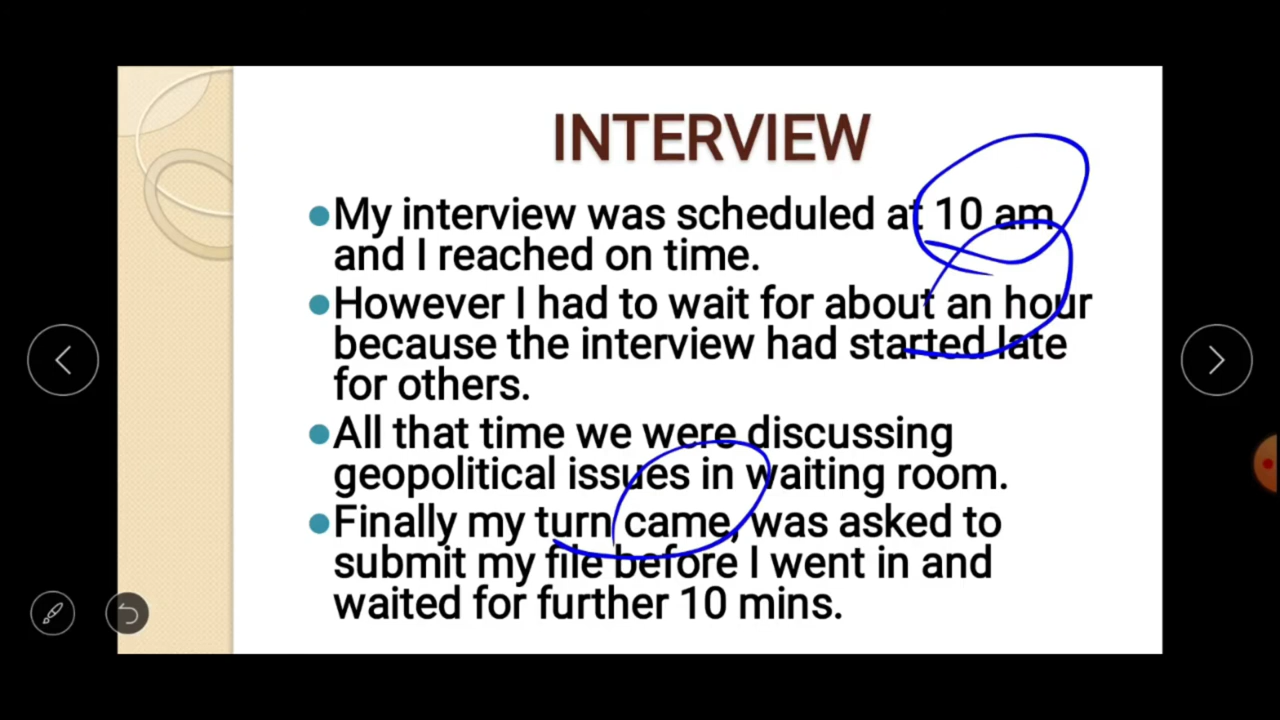 INTERVIEW
My interview was scheduled at 10 am
and I reached on time.
However I had to wait for about an hour
because the interview had started late
for others.
All that time we were discussing
geopolitical issues in waiting room.
Finally my turn came, was asked to
submit my file before I went in and
waited for further 10 mins.